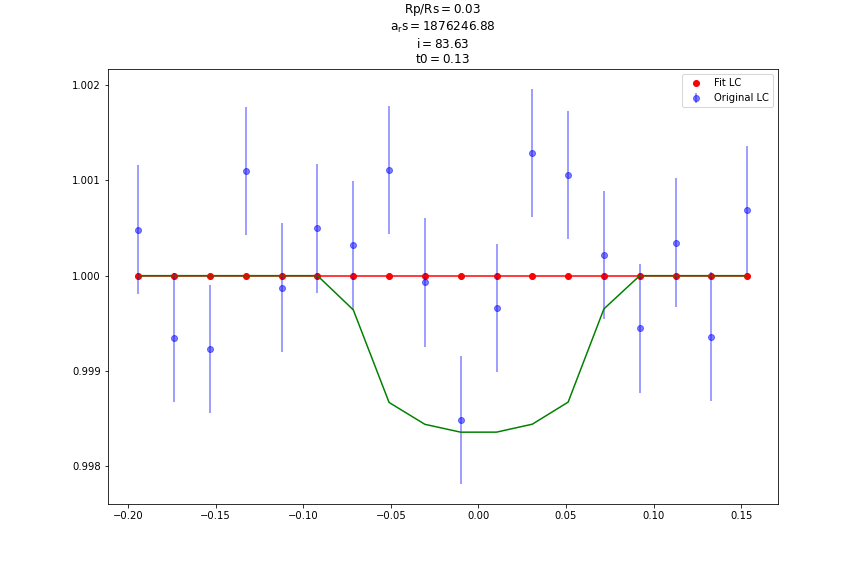 Rp/Rs = 0.03
aᵣs = 1876246.88
i = 83.63
t0 = 0.13
Fit LC
Original LC
1.002
1.001
1.000
0.999
0.998
−0.20 −0.15 −0.10 −0.05 0.00 0.05 0.10 0.15